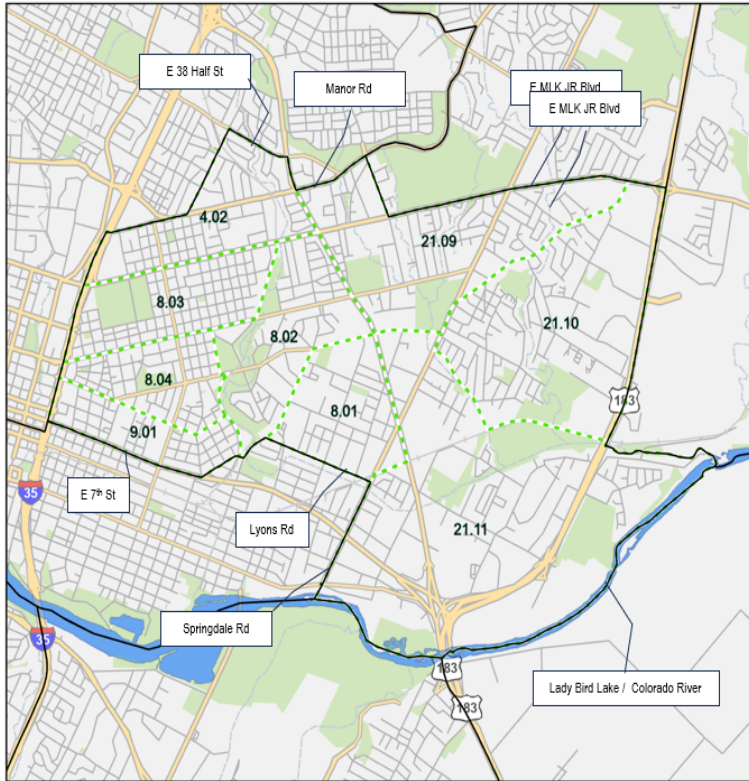 E 38 Half St
Manor Rd
E MLK JR Blvd
E MLK JR Blvd
4.02
21.09
8.03
21.10
8.02
8.04
8.01
183
9.01
E 7th St
35
Lyons Rd
21.11
Springdale Rd
35
183
183
Lady Bird Lake / Colorado River